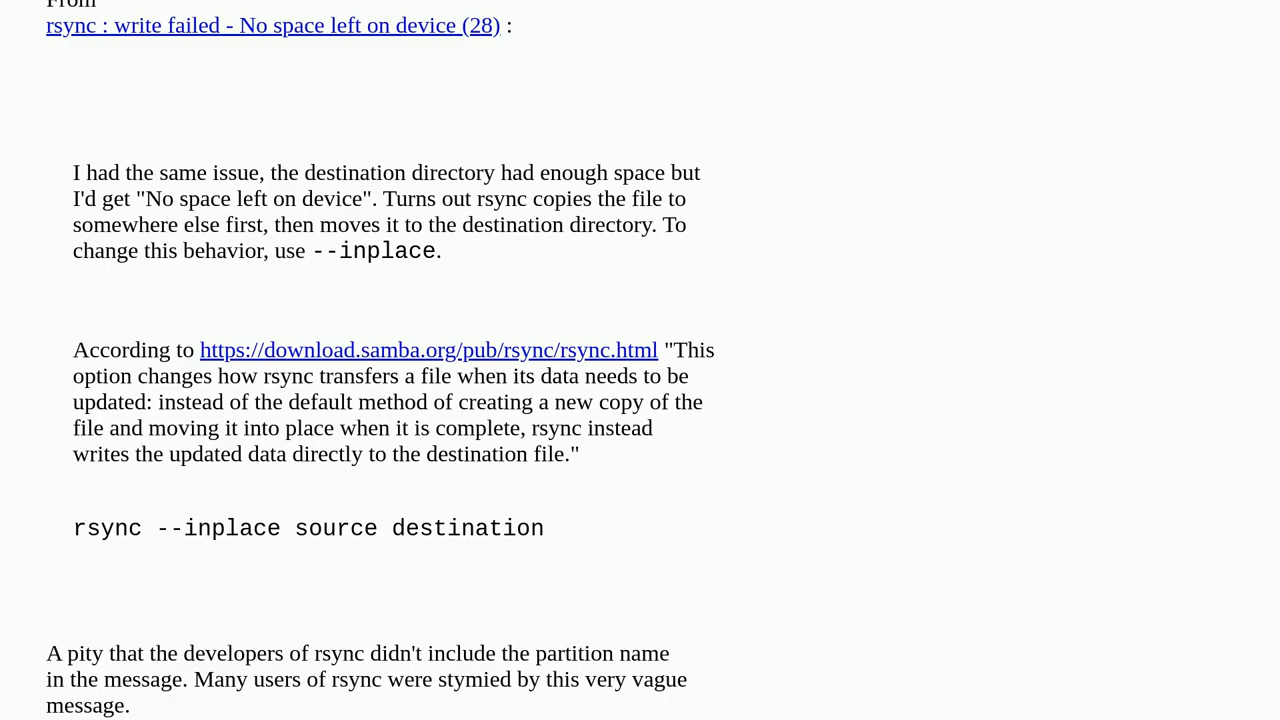 From
rsync : write failed - No space left on device (28) :
I had the same issue, the destination directory had enough space but
I'd get "No space left on device". Turns out rsync copies the file to
somewhere else first, then moves it to the destination directory. To
change this behavior, use --inplace.
According to https://download.samba.org/pub/rsync/rsync.html "This
option changes how rsync transfers a file when its data needs to be
updated: instead of the default method of creating a new copy of the
file and moving it into place when it is complete, rsync instead
writes the updated data directly to the destination file."
rsync --inplace source destination
A pity that the developers of rsync didn't include the partition name
in the message. Many users of rsync were stymied by this very vague
message.